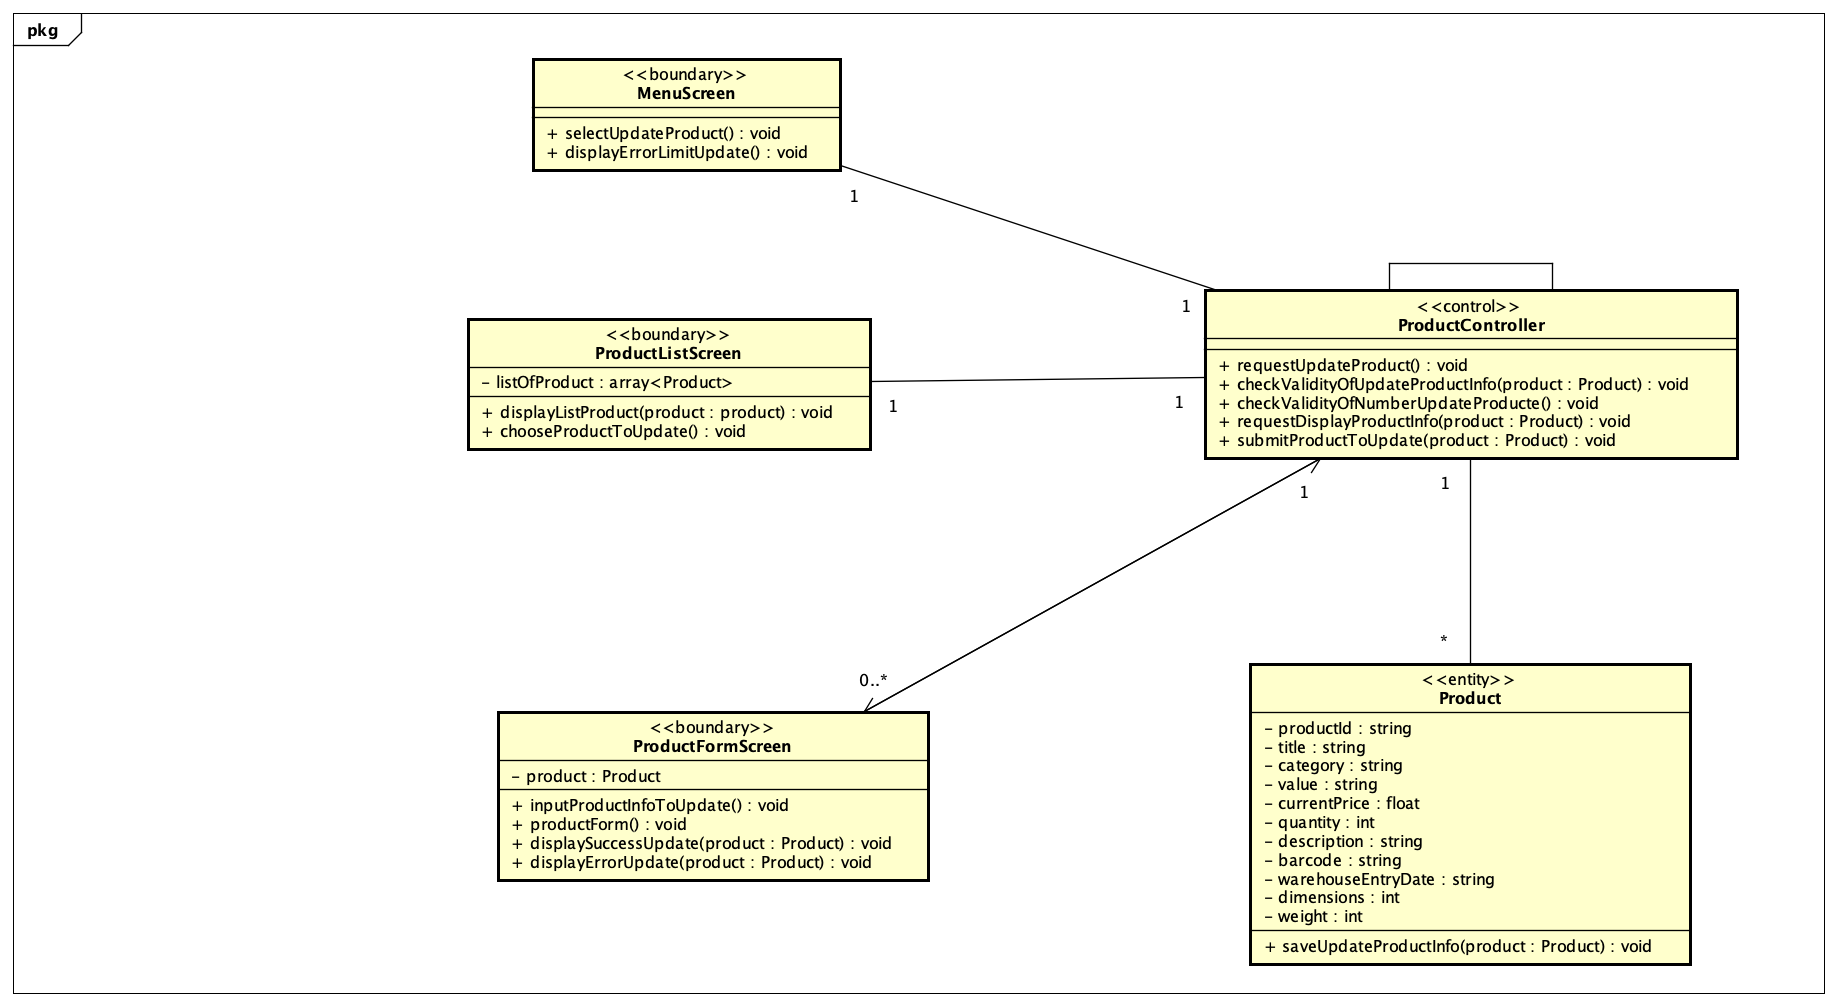 pkg
<<boundary>>
MenuScreen
+ selectUpdateProduct() : void
+ displayErrorLimitUpdate() : void
1
1
<<control>>
ProductController
+ requestUpdateProduct() : void
+ checkValidityOfUpdateProductInfo(product : Product) : void
+ checkValidityOfNumberUpdateProducte() : void
+ requestDisplayProductInfo(product : Product) : void
+ submitProductToUpdate(product : Product) : void
<<boundary>>
ProductListScreen
- listOfProduct : array<Product>
+ displayListProduct(product : product) : void
+ chooseProductToUpdate() : void
1
1
1
1
0..*
*
<<boundary>>
ProductFormScreen
- product : Product
+ inputProductInfoToUpdate() : void
+ productForm() : void
+ displaySuccessUpdate(product : Product) : void
+ displayErrorUpdate(product : Product) : void
<<entity>>
Product
- productId : string
- title : string
- category : string
- value : string
- currentPrice : float
- quantity : int
- description : string
- barcode : string
- warehouseEntryDate : string
- dimensions : int
- weight : int
+ saveUpdateProductInfo(product : Product) : void